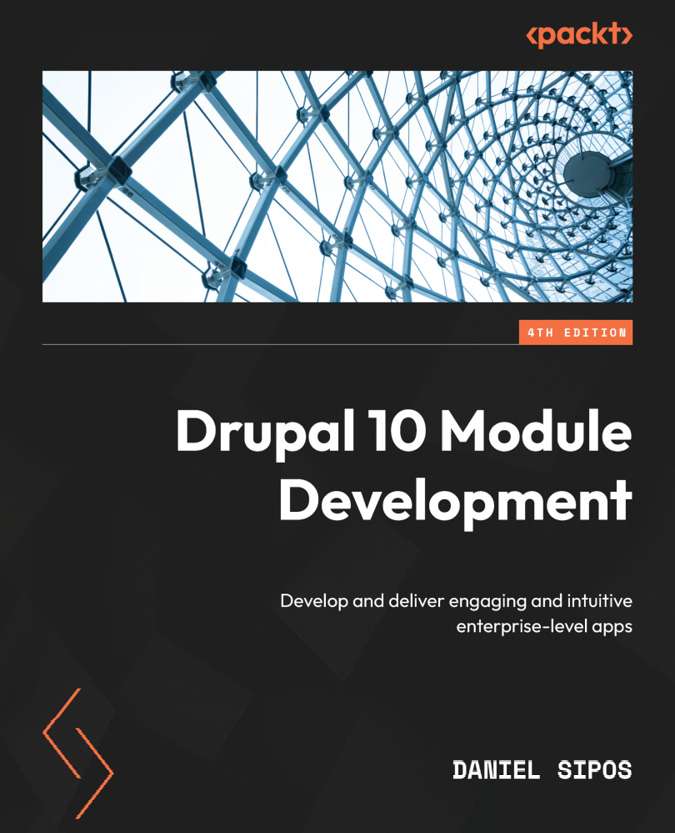 <packt>
4TH EDITION
Drupal 10 Module
Development
Develop and deliver engaging and intuitive
enterprise-level apps
DANIEL SIPOS